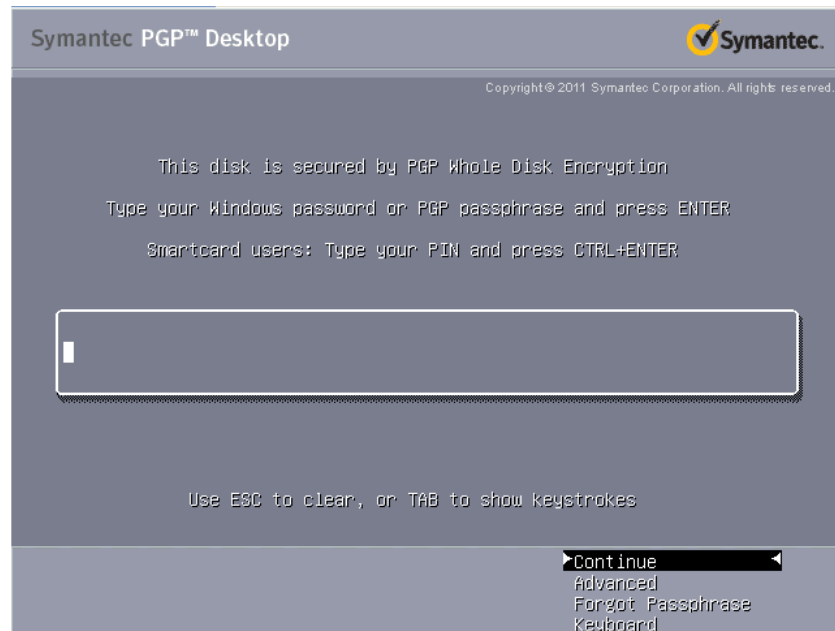 Symantec PGP™ Desktop
Symantec.
Copyright © 2011 Symantec Corporation. All rights reserved.
This disk is secured by PGP Whole Disk Encryption
Type your Windows password or PGP passphrase and press ENTER
Smartcard users: Type your PIN and press CTRL+ENTER
Use ESC to clear, or TAB to show keystrokes
Continue
Advanced
Forgot Passphrase
Keyboard